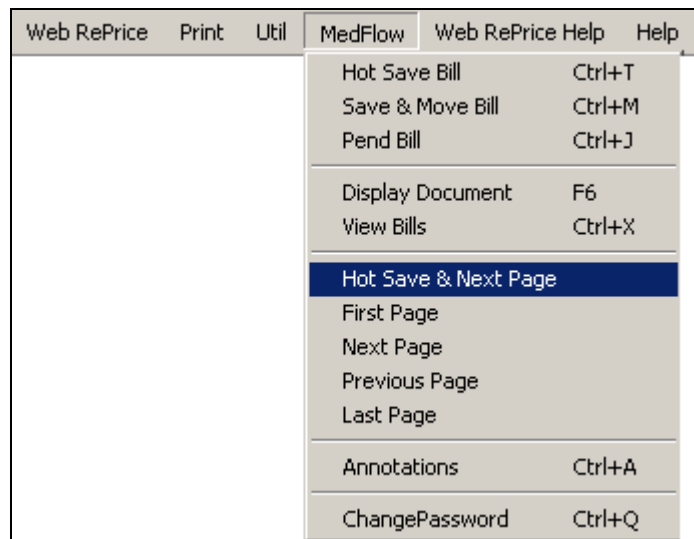 Web RePrice Print Util MedFlow Web RePrice Help Help
Hot Save Bill Ctrl+T
Save & Move Bill Ctrl+M
Pend Bill Ctrl+J
Display Document F6
View Bills Ctrl+X
Hot Save & Next Page
First Page
Next Page
Previous Page
Last Page
Annotations Ctrl+A
ChangePassword Ctrl+Q